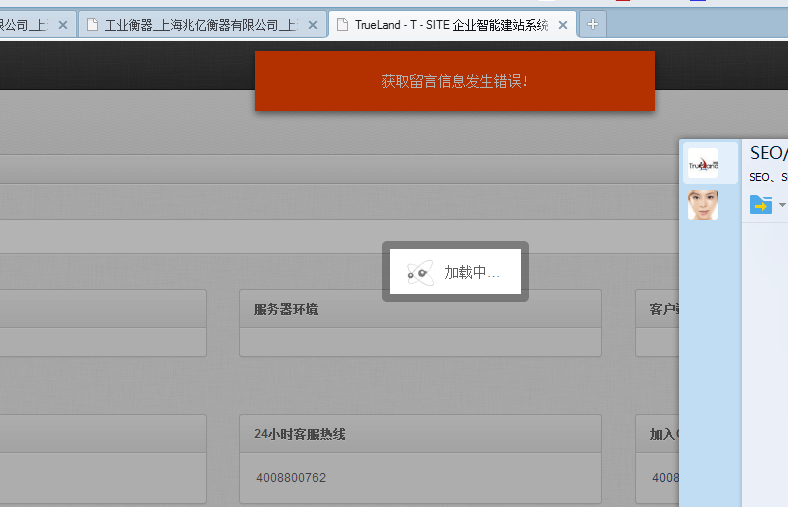 限公司_上
工业衡器_上海兆亿衡器有限公司_上
TrueLand - T - SITE 企业智能建站系统
获取留言信息发生错误!
TrueLand
SEO/
SEO、S
加载中...
服务器环境
客户
24小时客服热线
加入
4008800762
4008